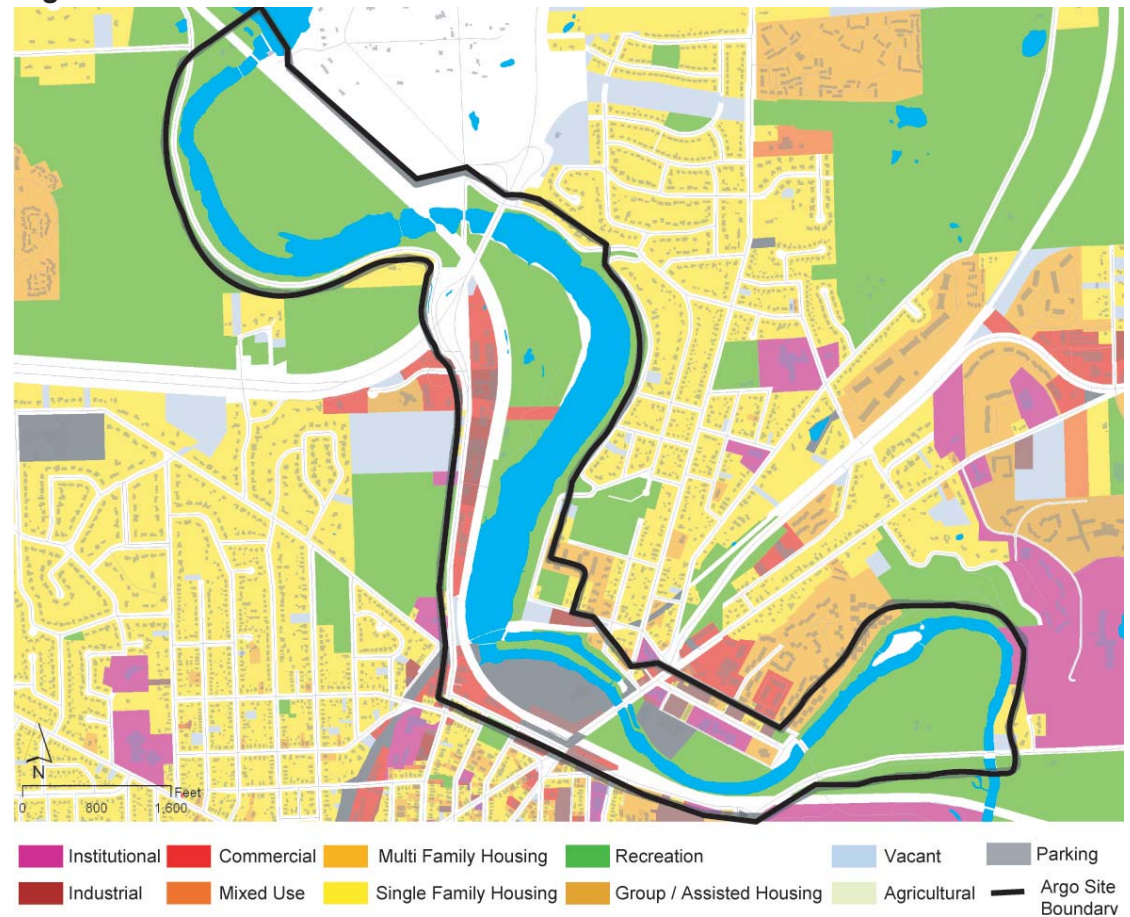 N
Feet
0 800 1,600
Institutional Commercial Multi Family Housing Recreation Vacant Parking
Industrial Mixed Use Single Family Housing Group / Assisted Housing Agricultural Argo Site
Boundary